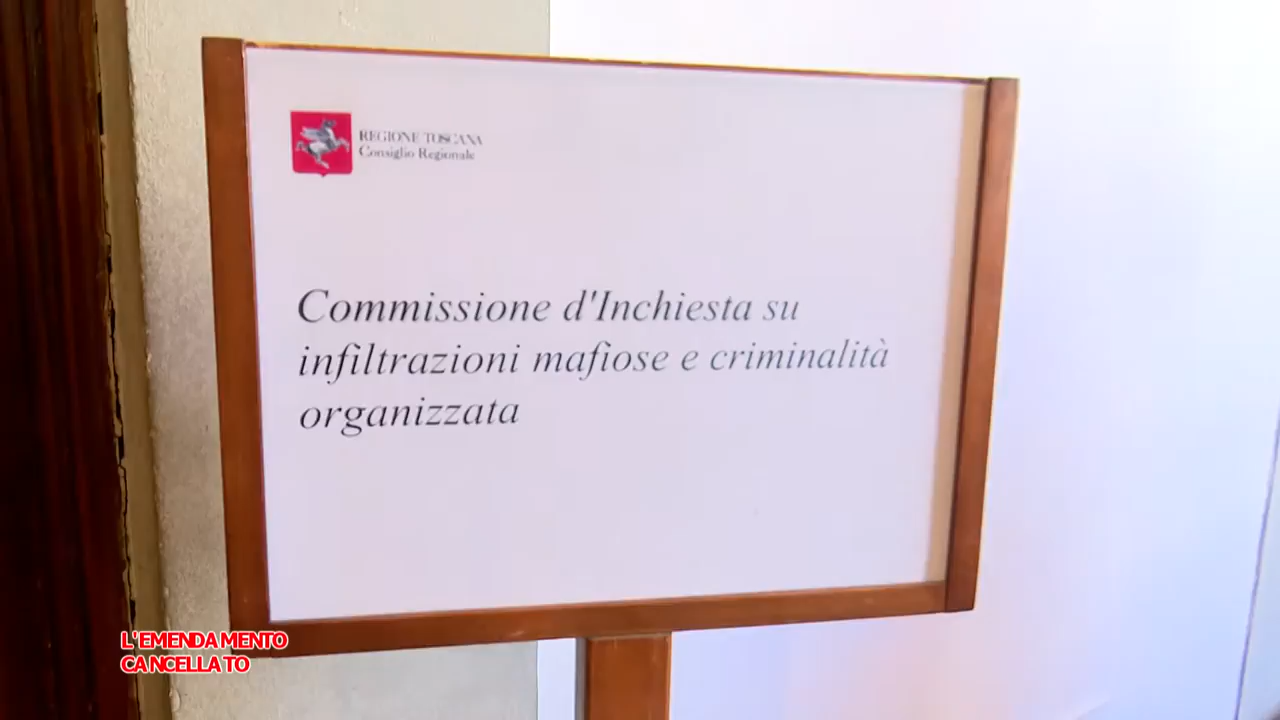 REGIONE TOSCANA
Consiglio Regionale
Commissione d'Inchiesta su
infiltrazioni mafiose e criminalità
organizzata
L'EMENDAMENTO
CANCELLATO